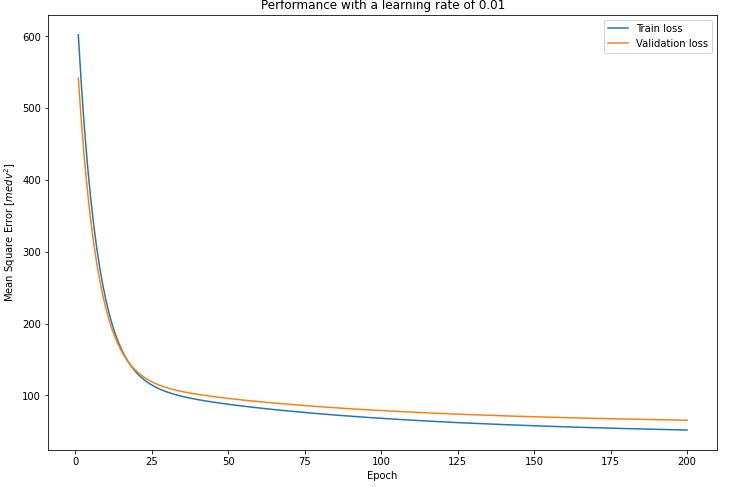 Performance with a learning rate of 0.01
Train loss
Validation loss
600
500
400
300
200
100
Mean Square Error [medv²]
0 25 50 75 100 125 150 175 200
Epoch